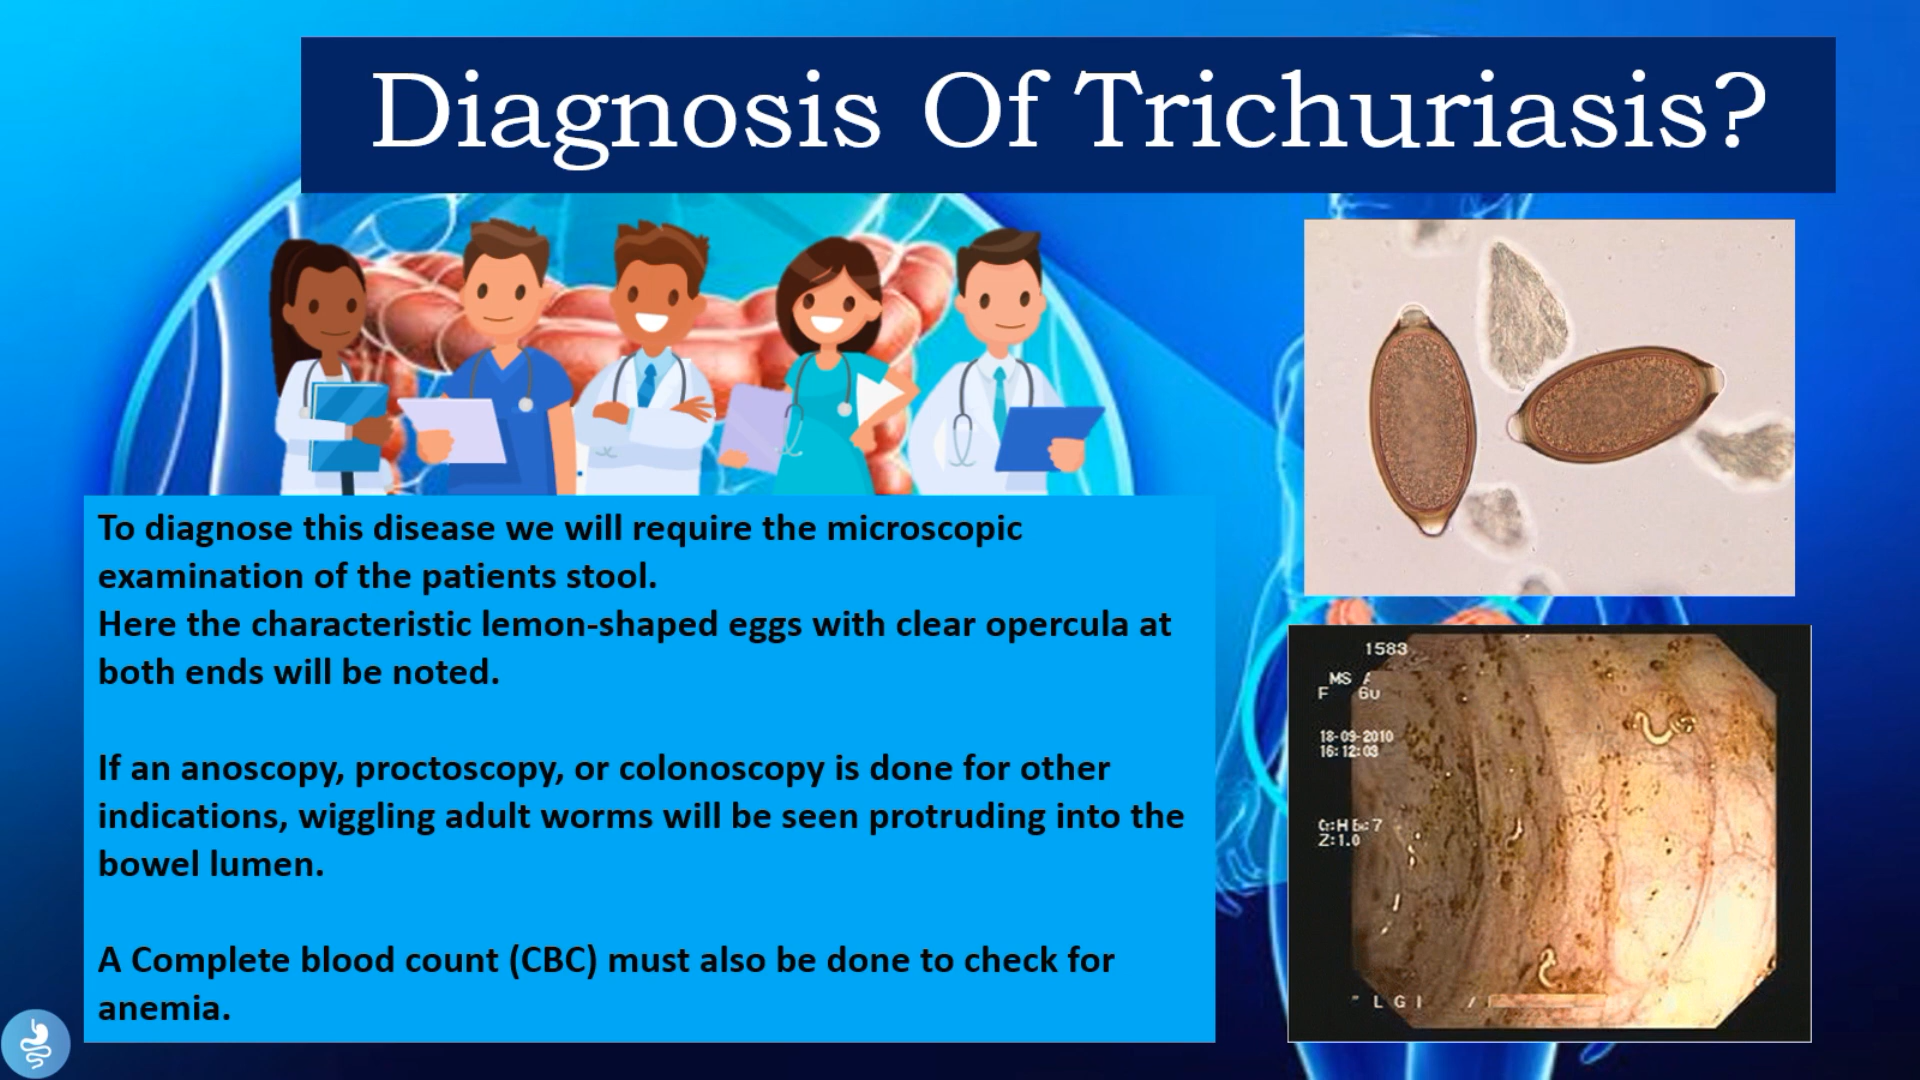 Diagnosis Of Trichuriasis?
To diagnose this disease we will require the microscopic
examination of the patients stool.
Here the characteristic lemon-shaped eggs with clear opercula at
both ends will be noted.
If an anoscopy, proctoscopy, or colonoscopy is done for other
indications, wiggling adult worms will be seen protruding into the
bowel lumen.
A Complete blood count (CBC) must also be done to check for
anemia.
1583
MS
F
18-09-2010
16:12:03
Z:1.0
L G I